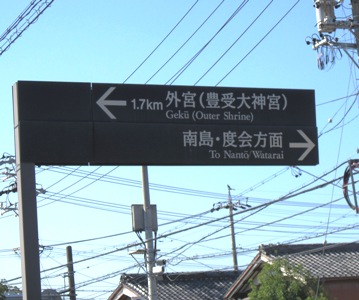 1.7km 外宮(豊受大神宮)
Gekū (Outer Shrine)
南島・度会方面
To Nantō/Watarai